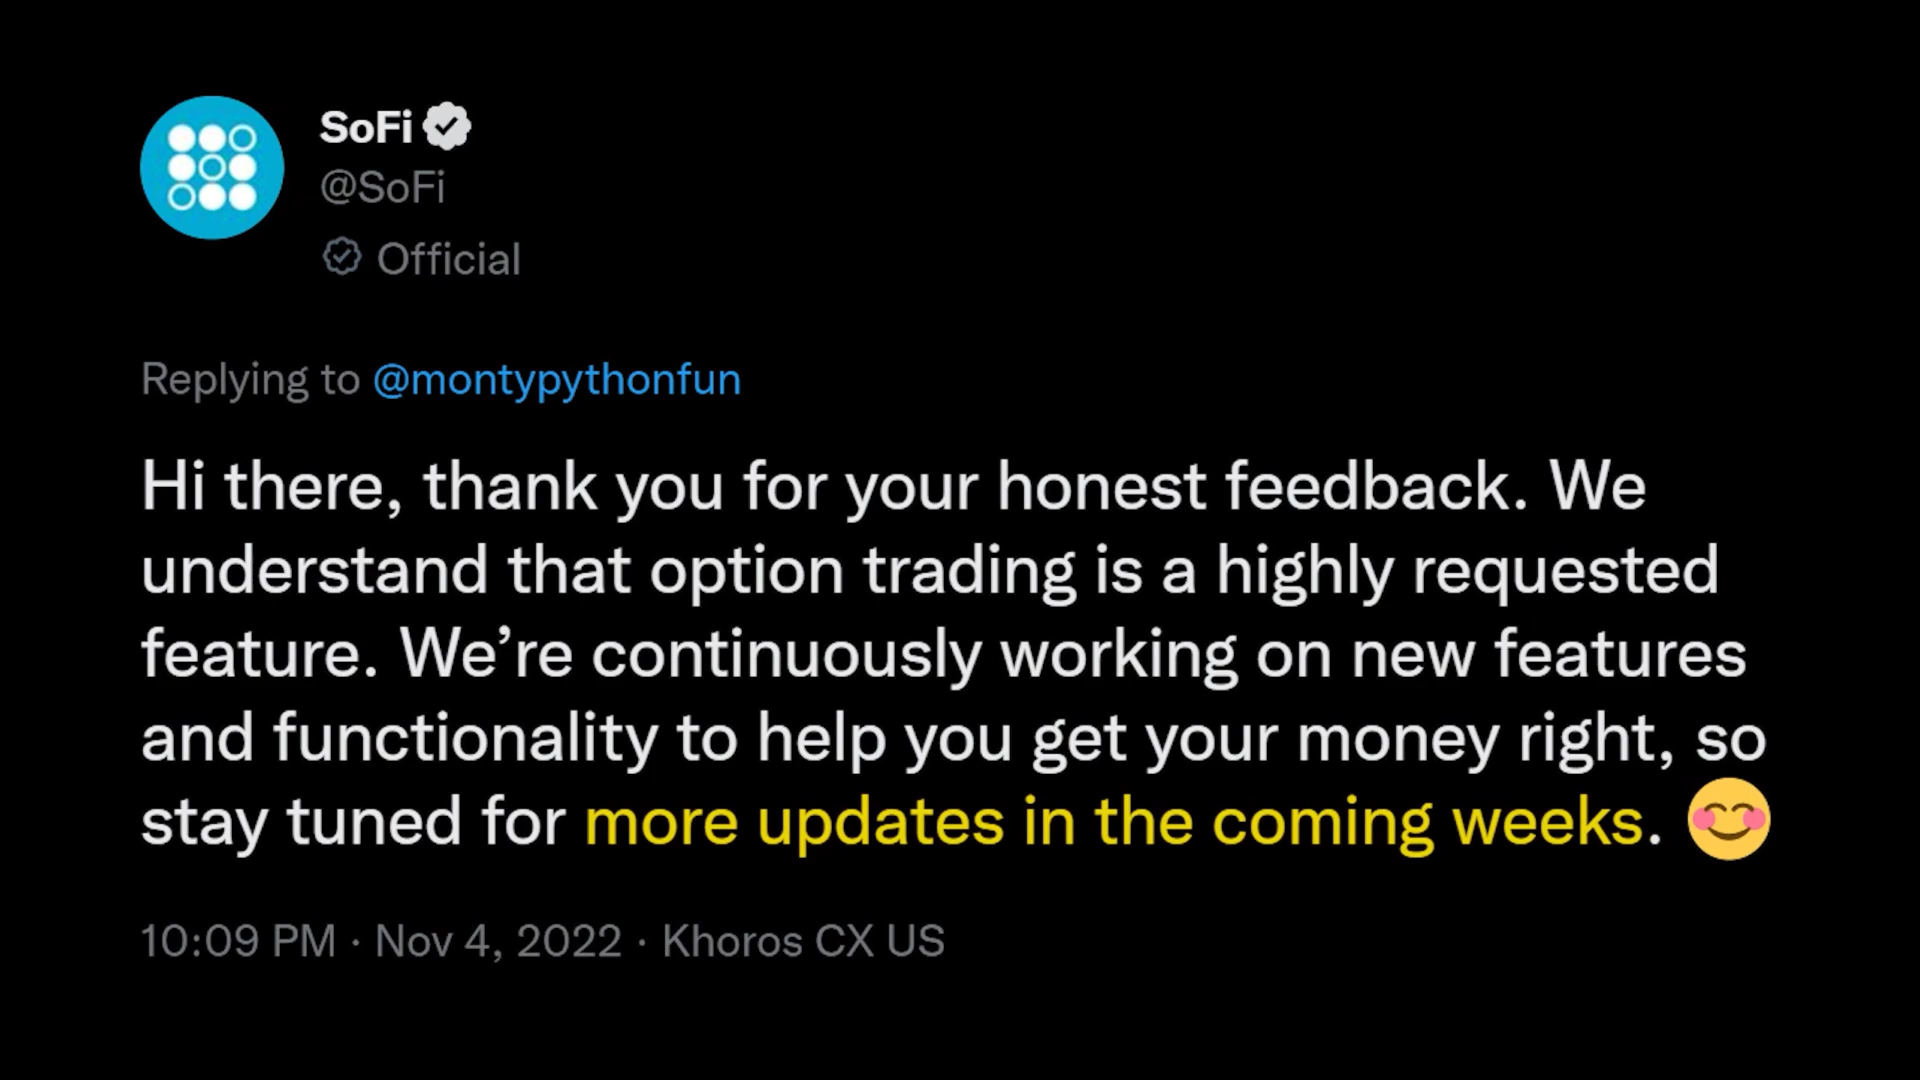 SoFi
@SoFi
Official
Replying to @montypythonfun
Hi there, thank you for your honest feedback. We
understand that option trading is a highly requested
feature. We’re continuously working on new features
and functionality to help you get your money right, so
stay tuned for more updates in the coming weeks. 😊
10:09 PM · Nov 4, 2022 · Khoros CX US